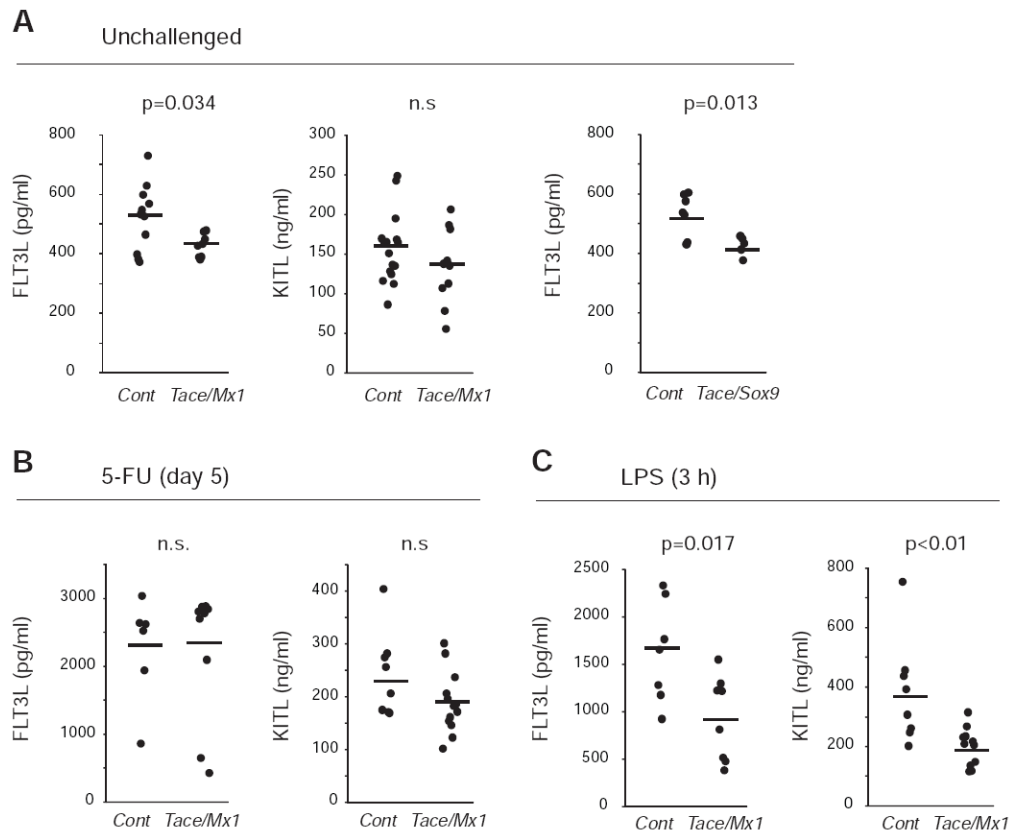 A
Unchallenged
p=0.034
n.s
p=0.013
FLT3L (pg/ml)
800
600
400
200
0
Cont Tace/Mx1
KITL (ng/ml)
300
250
200
150
100
50
0
Cont Tace/Mx1
FLT3L (pg/ml)
800
600
400
200
0
Cont Tace/Sox9
B
5-FU (day 5)
n.s.
n.s
FLT3L (pg/ml)
3000
2000
1000
0
Cont Tace/Mx1
KITL (ng/ml)
400
300
200
100
0
Cont Tace/Mx1
C
LPS (3 h)
p=0.017
p<0.01
FLT3L (pg/ml)
2500
2000
1500
1000
500
0
Cont Tace/Mx1
KITL (ng/ml)
800
600
400
200
0
Cont Tace/Mx1